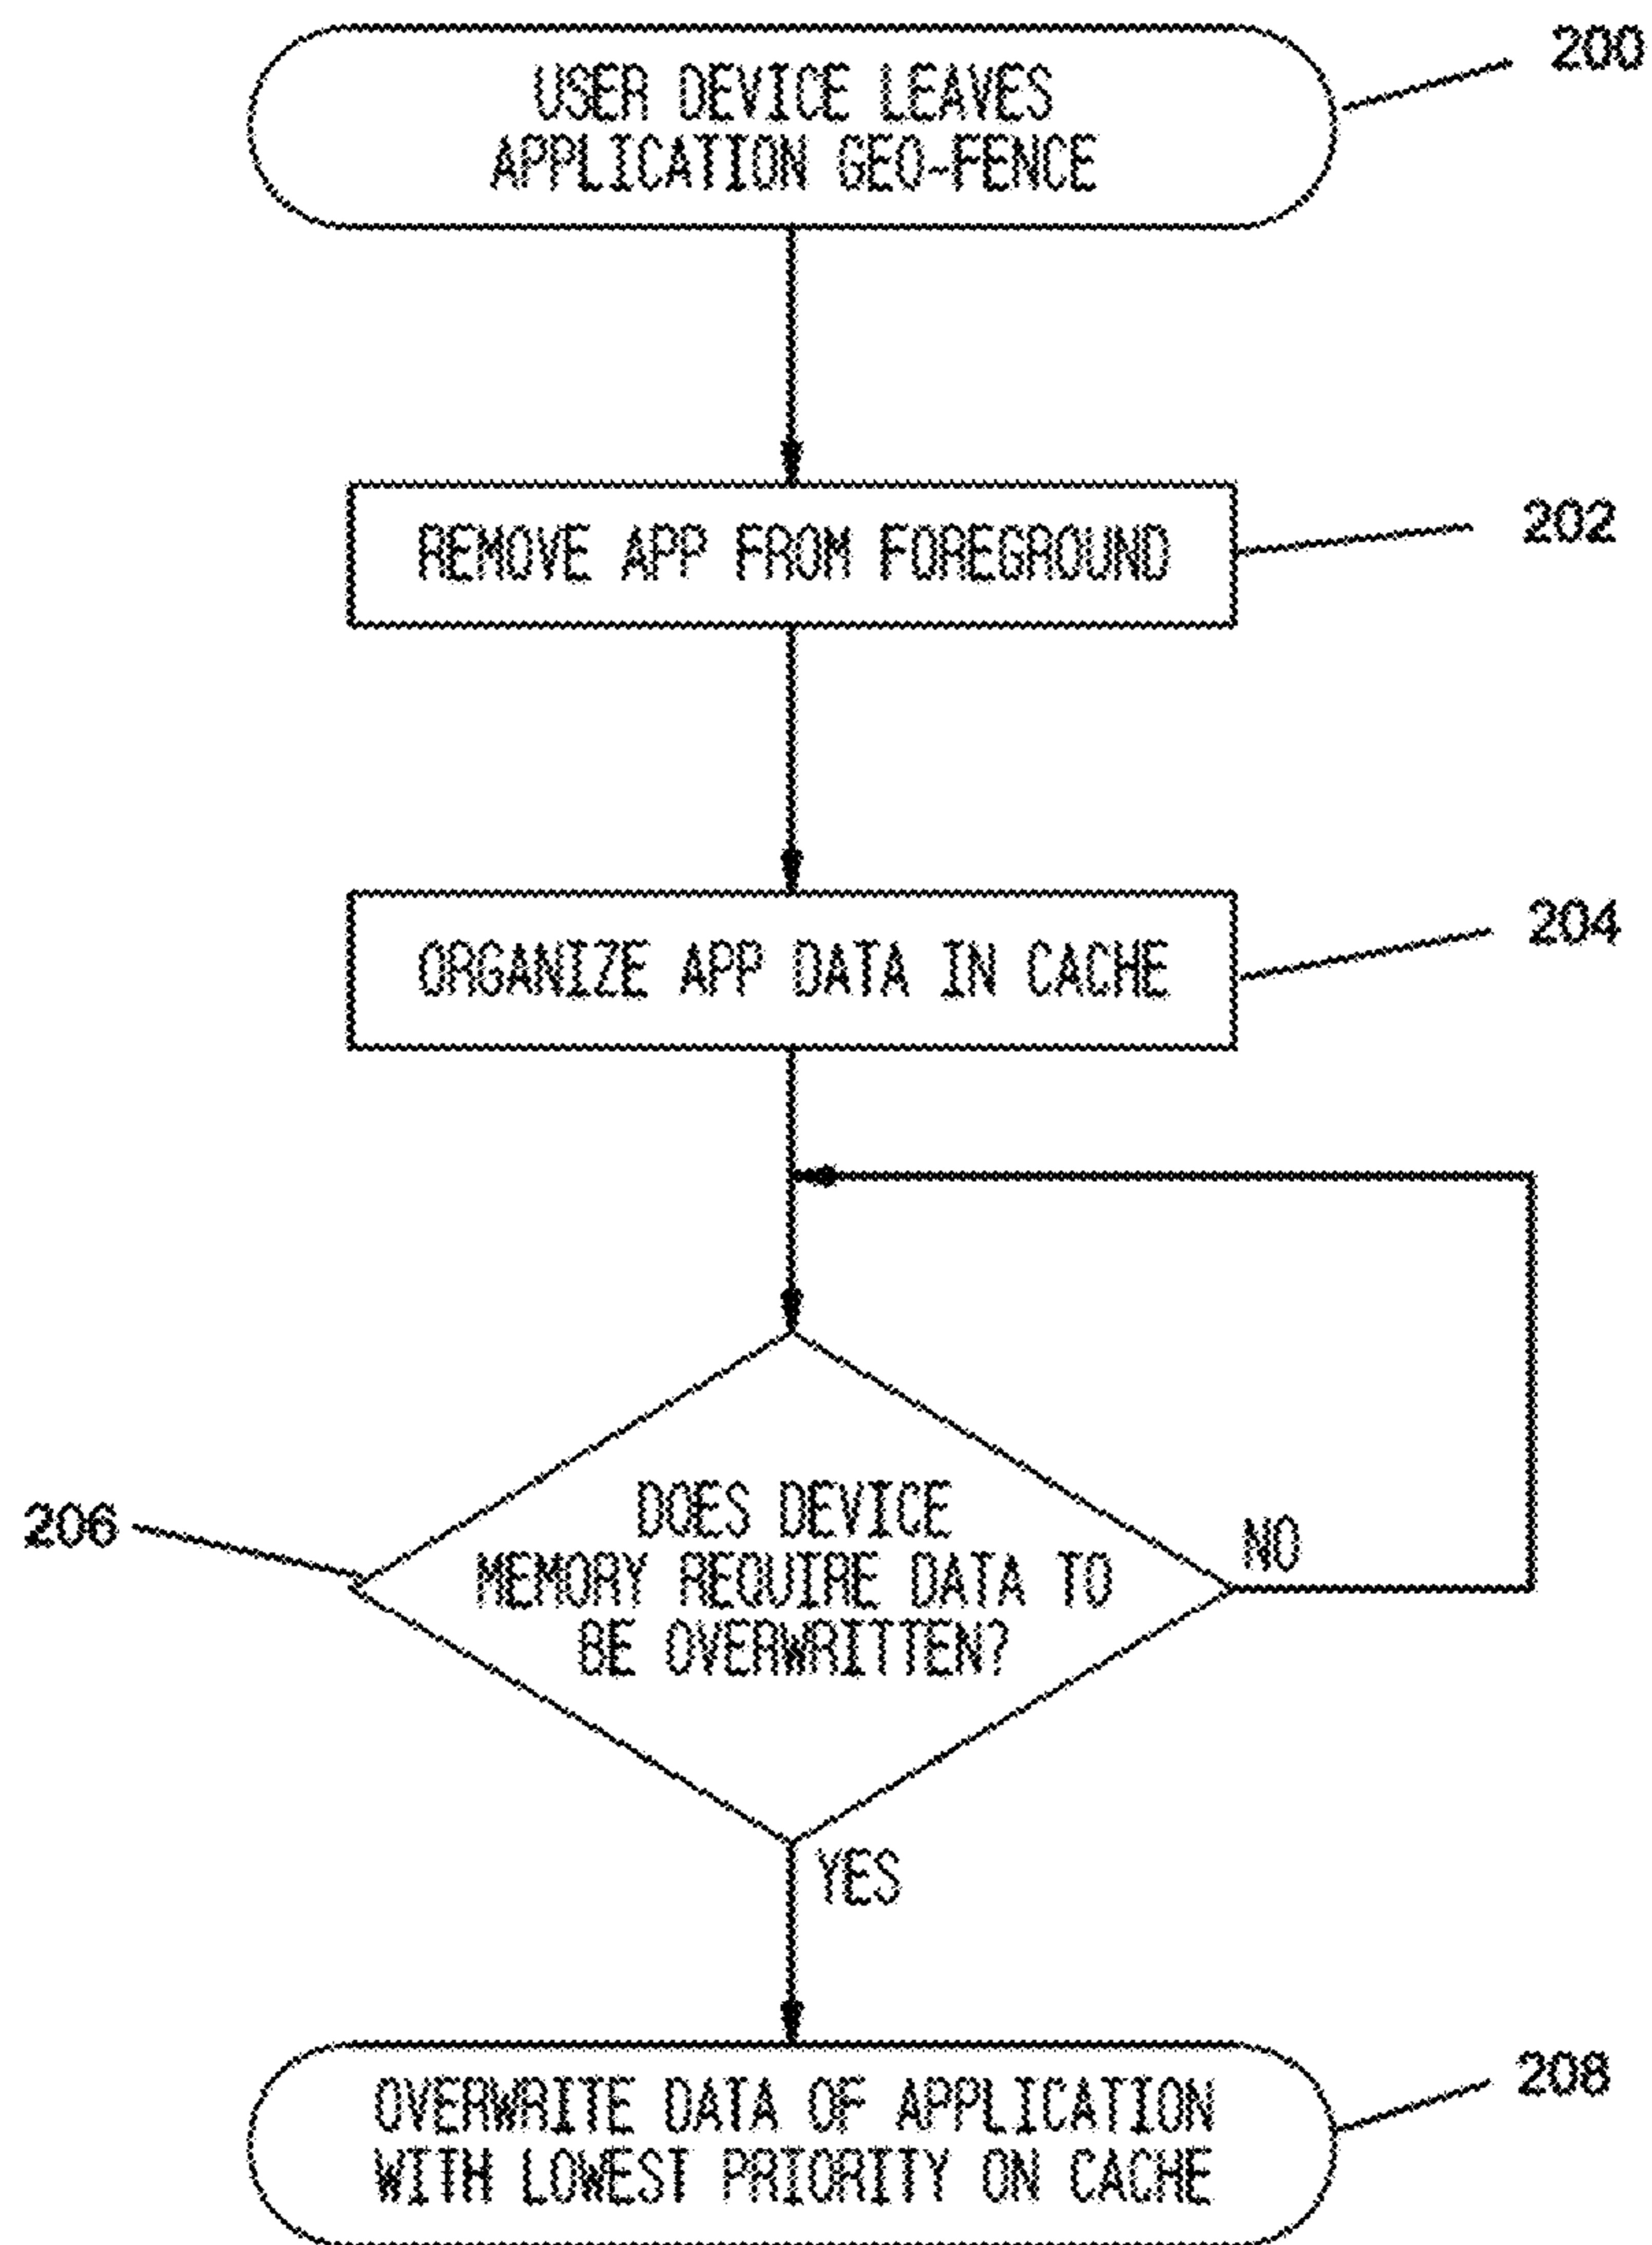 USER DEVICE LEAVES
APPLICATION GEO-FENCE
200
REMOVE APP FROM FOREGROUND
202
ORGANIZE APP DATA IN CACHE
204
206
DOES DEVICE
MEMORY REQUIRE DATA TO
BE OVERWRITTEN?
NO
YES
OVERWRITE DATA OF APPLICATION
WITH LOWEST PRIORITY ON CACHE
208